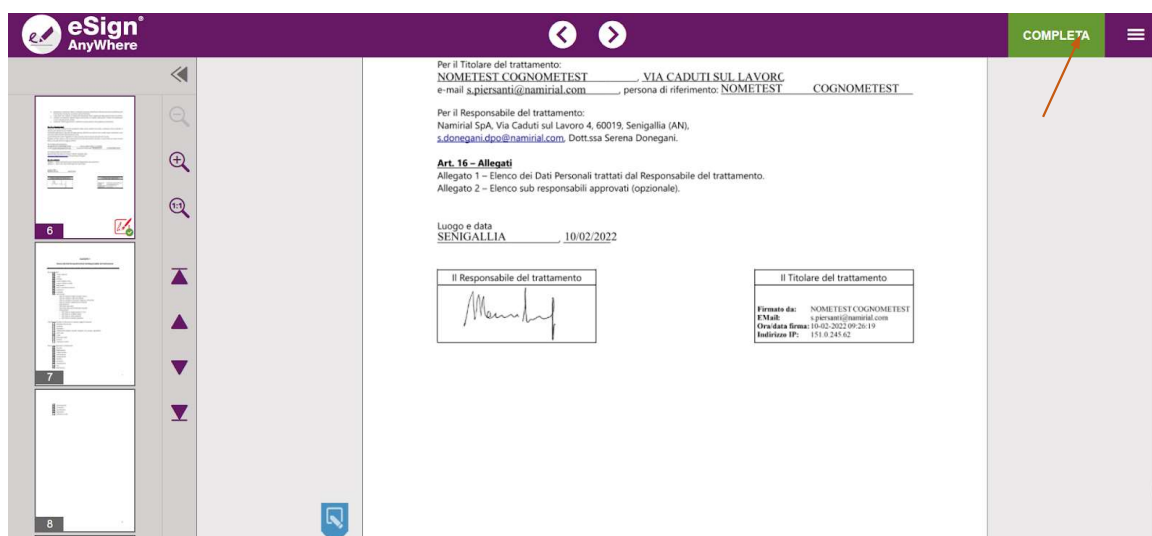 eSign®
AnyWhere
COMPLETA
Per il Titolare del trattamento:
NOMETEST COGNOMETEST , VIA CADUTI SUL LAVORO
e-mail s.piersanti@namirial.com , persona di riferimento: NOMETEST COGNOMETEST
Per il Responsabile del trattamento:
Namirial SpA, Via Caduti sul Lavoro 4, 60019, Senigallia (AN),
s.donegani.dpo@namirial.com, Dott.ssa Serena Donegani.
Art. 16 – Allegati
Allegato 1 – Elenco dei Dati Personali trattati dal Responsabile del trattamento.
Allegato 2 – Elenco sub responsabili approvati (opzionale).
Luogo e data
SENIGALLIA , 10/02/2022
Il Responsabile del trattamento
Il Titolare del trattamento
Firmato da: NOMETEST COGNOMETEST
EMail: s.piersanti@namirial.com
Ora/data firma: 10-02-2022 09:26:19
Indirizzo IP: 151.0.245.62
1:1
6
7
8